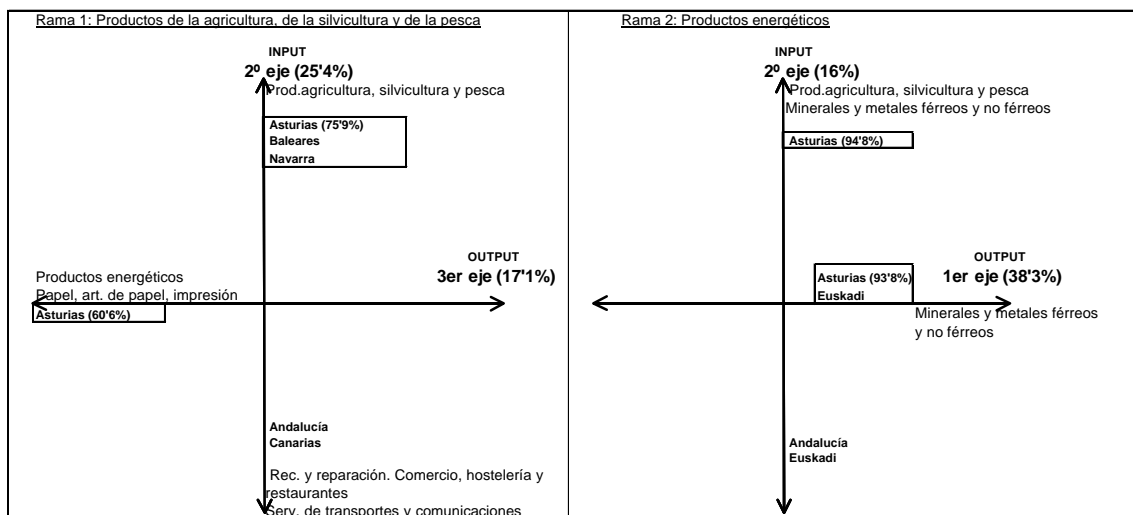 Rama 1: Productos de la agricultura, de la silvicultura y de la pesca
INPUT
2º eje (25'4%)
Prod.agricultura, silvicultura y pesca
Asturias (75'9%)
Baleares
Navarra
OUTPUT
3er eje (17'1%)
Productos energéticos
Papel, art. de papel, impresión
Asturias (60'6%)
Andalucía
Canarias
Rec. y reparación. Comercio, hostelería y
restaurantes
Serv. de transportes y comunicaciones
Rama 2: Productos energéticos
INPUT
2º eje (16%)
Prod.agricultura, silvicultura y pesca
Minerales y metales férreos y no férreos
Asturias (94'8%)
OUTPUT
1er eje (38'3%)
Asturias (93'8%)
Euskadi
Minerales y metales férreos
y no férreos
Andalucía
Euskadi